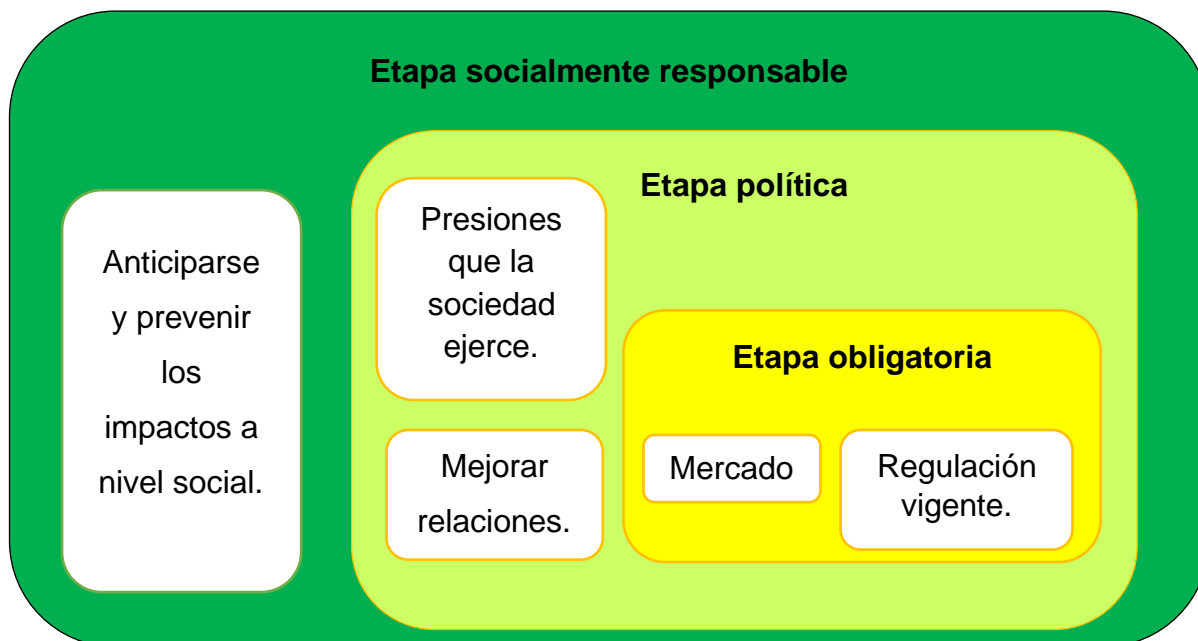 Etapa socialmente responsable
Anticiparse
y prevenir
los
impactos a
nivel social.
Etapa política
Presiones
que la
sociedad
ejerce.
Mejorar
relaciones.
Etapa obligatoria
Mercado
Regulación
vigente.